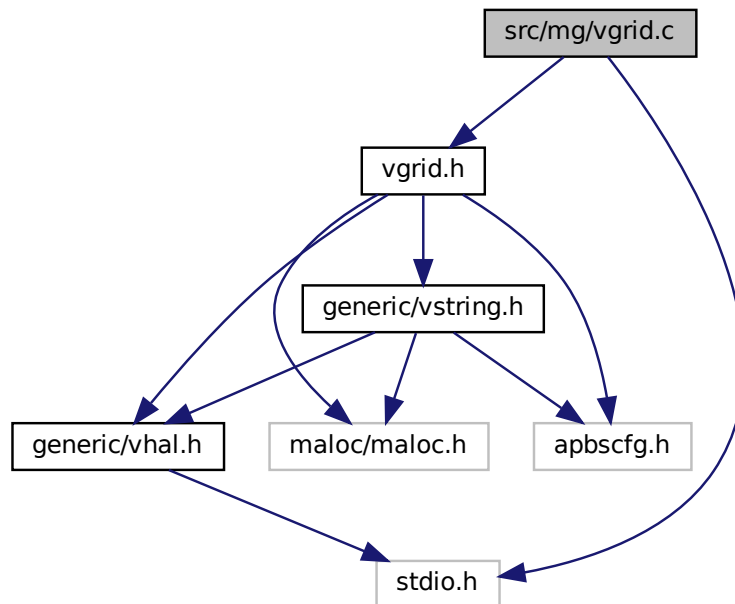 src/mg/vgrid.c
vgrid.h
generic/vstring.h
generic/vhal.h
maloc/maloc.h
apbscfg.h
stdio.h